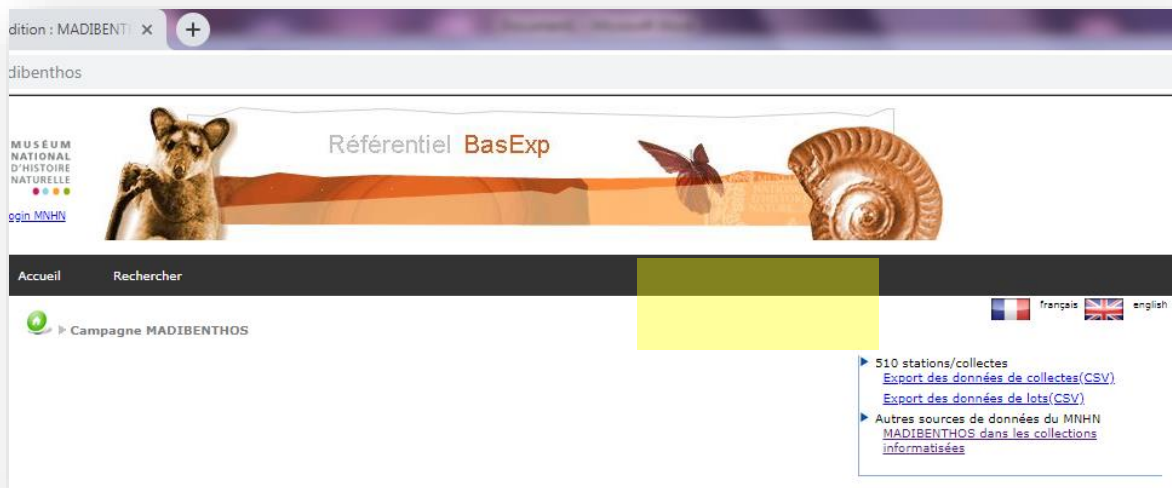 dition : MADIBENT
dibenthos
MUSÉUM
NATIONAL
D'HISTOIRE
NATURELLE
ogin MNHN
Référentiel BasExp
Accueil Rechercher
français english
Campagne MADIBENTHOS
510 stations/collectes
Export des données de collectes(CSV)
Export des données de lots(CSV)
Autres sources de données du MNHN
MADIBENTHOS dans les collections
informatisées